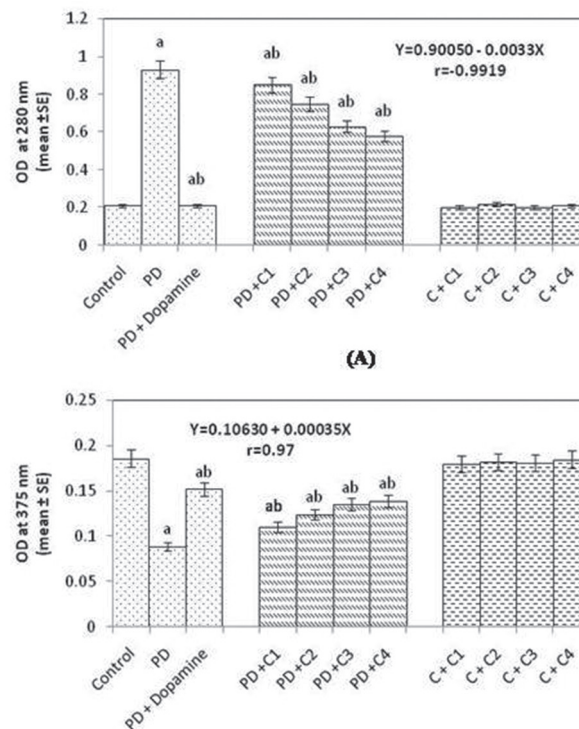 OD at 280 nm
(mean ±SE)
1.2
1
0.8
0.6
0.4
0.2
0
a
ab
ab
ab
ab
ab
Y=0.90050 - 0.0033X
r=-0.9919
Control
PD
PD + Dopamine
PD +C1
PD +C2
PD +C3
PD +C4
C + C1
C + C2
C + C3
C + C4
(A)
OD at 375 nm
(mean ± SE)
0.25
0.2
0.15
0.1
0.05
0
Y=0.10630 + 0.00035X
r=0.97
a
ab
ab
ab
ab
ab
Control
PD
PD + Dopamine
PD +C1
PD +C2
PD +C3
PD +C4
C + C1
C + C2
C + C3
C + C4